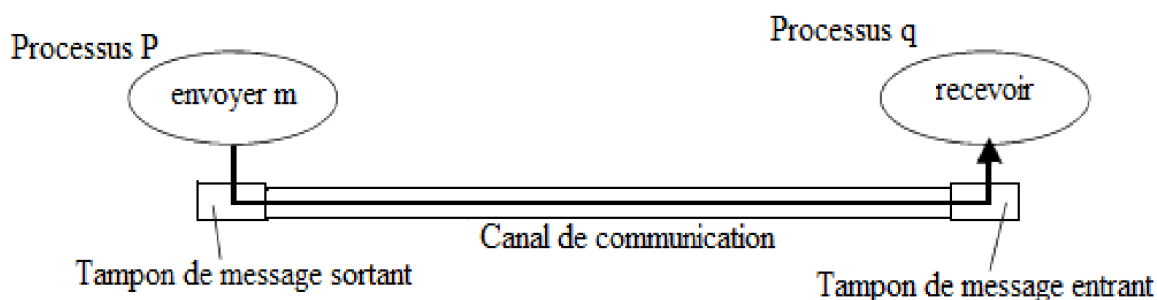 Processus P
Processus q
envoyer m
recevoir
Canal de communication
Tampon de message sortant
Tampon de message entrant